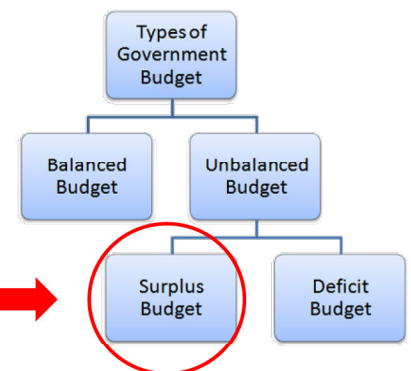 Types of
Government
Budget
Balanced
Budget
Unbalanced
Budget
Surplus
Budget
Deficit
Budget